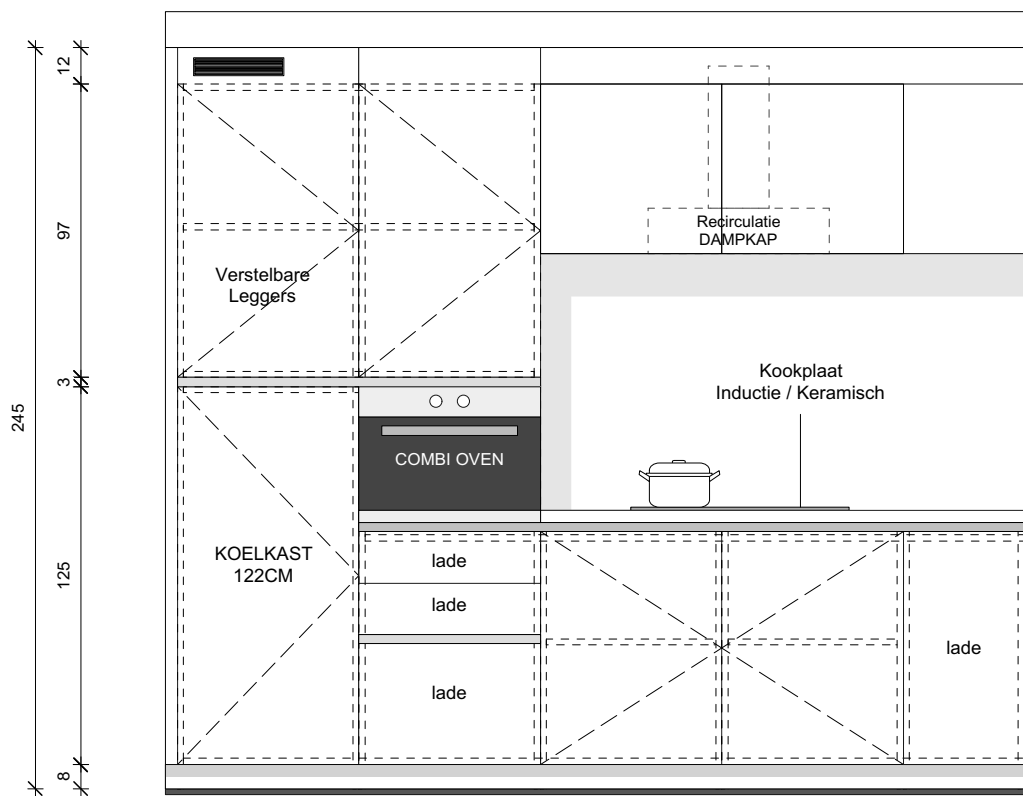 12
Recirculatie
DAMPKAP
97
Verstelbare
Leggers
3
Kookplaat
Inductie / Keramisch
245
COMBI OVEN
KOELKAST
122CM
125
lade
lade
lade
lade
8